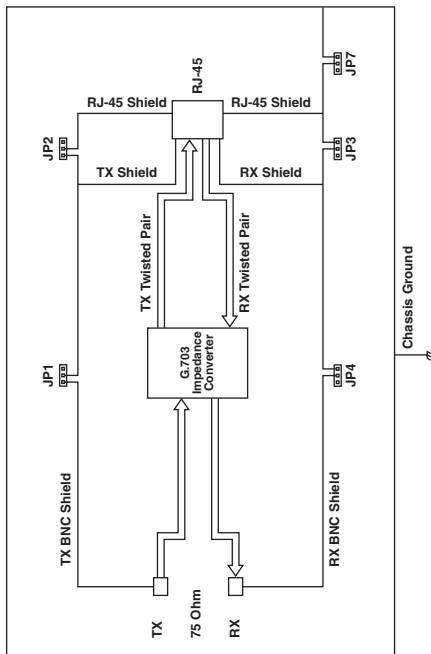 RJ-45
JP7
RJ-45 Shield
RJ-45 Shield
JP2
JP3
TX Shield
RX Shield
TX Twisted Pair
RX Twisted Pair
JP1
G.703
Impedance
Converter
JP4
Chassis Ground
TX BNC Shield
RX BNC Shield
TX
75 Ohm
RX